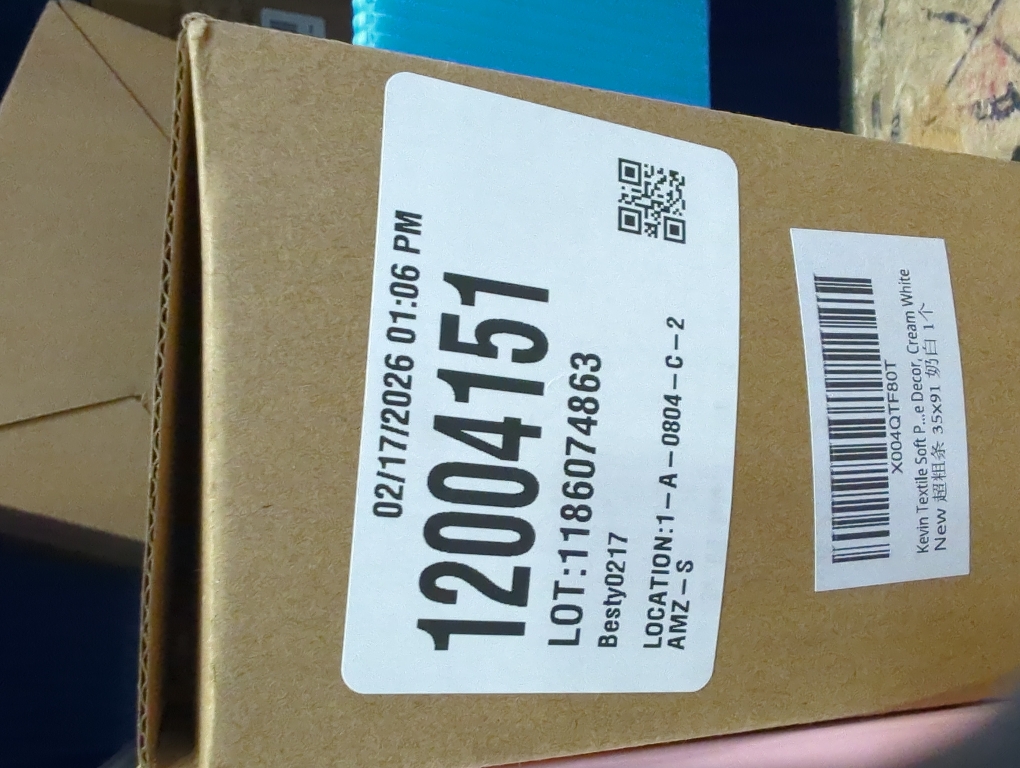 02/17/2026 01:06 PM
12004151
LOT:1186074863
Besty0217
LOCATION:1-A-0804-C-2
AMZ-S
X004QTF80T
Kevin Textile Soft P...e Decor, Cream White
New 超粗条 35x91 奶白 1个